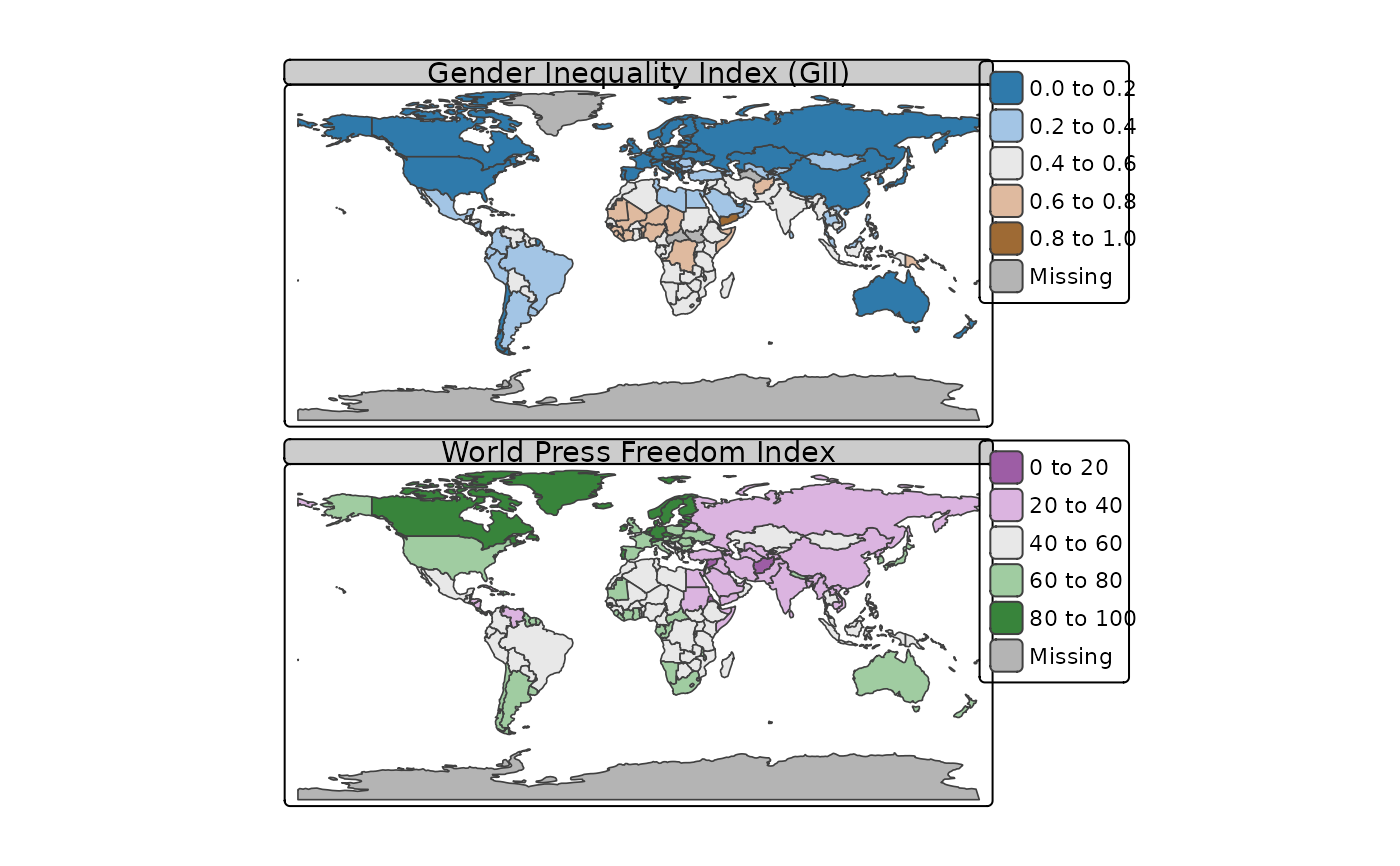 Gender Inequality Index (GII)
0.0 to 0.2
0.2 to 0.4
0.4 to 0.6
0.6 to 0.8
0.8 to 1.0
Missing
World Press Freedom Index
0 to 20
20 to 40
40 to 60
60 to 80
80 to 100
Missing